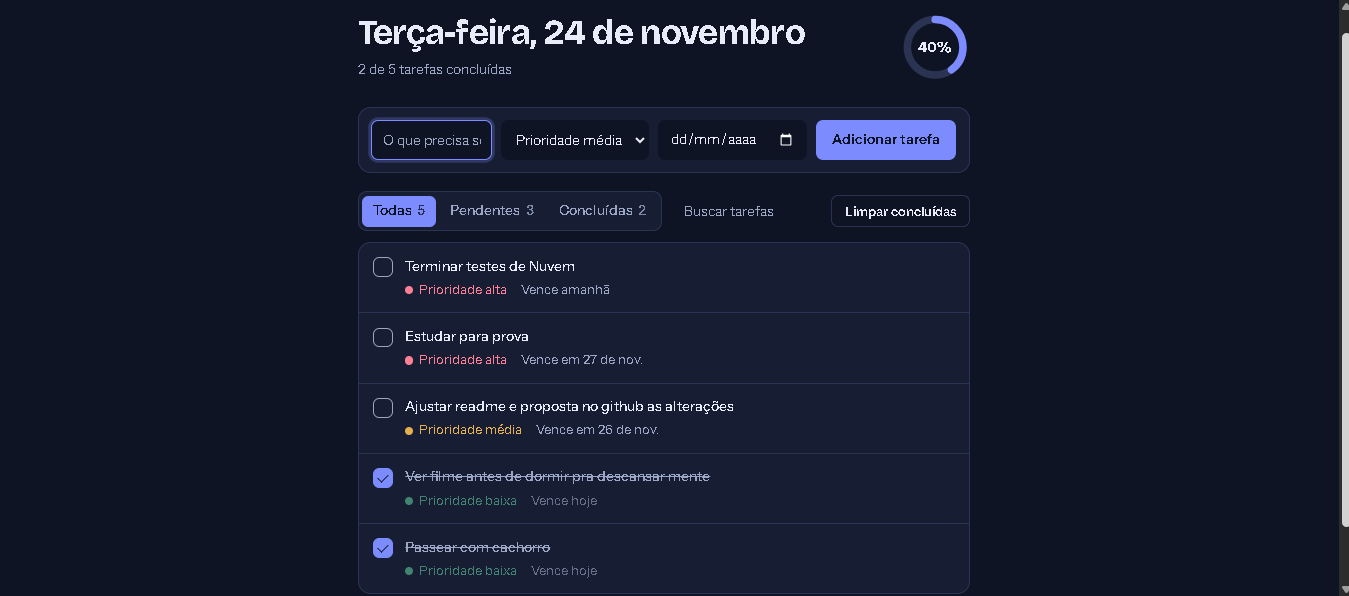 Terça-feira, 24 de novembro
2 de 5 tarefas concluídas
40%
O que precisa s
Prioridade média
dd/mm/aaaa
Adicionar tarefa
Todas 5
Pendentes 3
Concluídas 2
Buscar tarefas
Limpar concluídas
Terminar testes de Nuvem
Prioridade alta Vence amanhã
Estudar para prova
Prioridade alta Vence em 27 de nov.
Ajustar readme e proposta no github as alterações
Prioridade média Vence em 26 de nov.
Ver filme antes de dormir pra descansar mente
Prioridade baixa Vence hoje
Passear com cachorro
Prioridade baixa Vence hoje